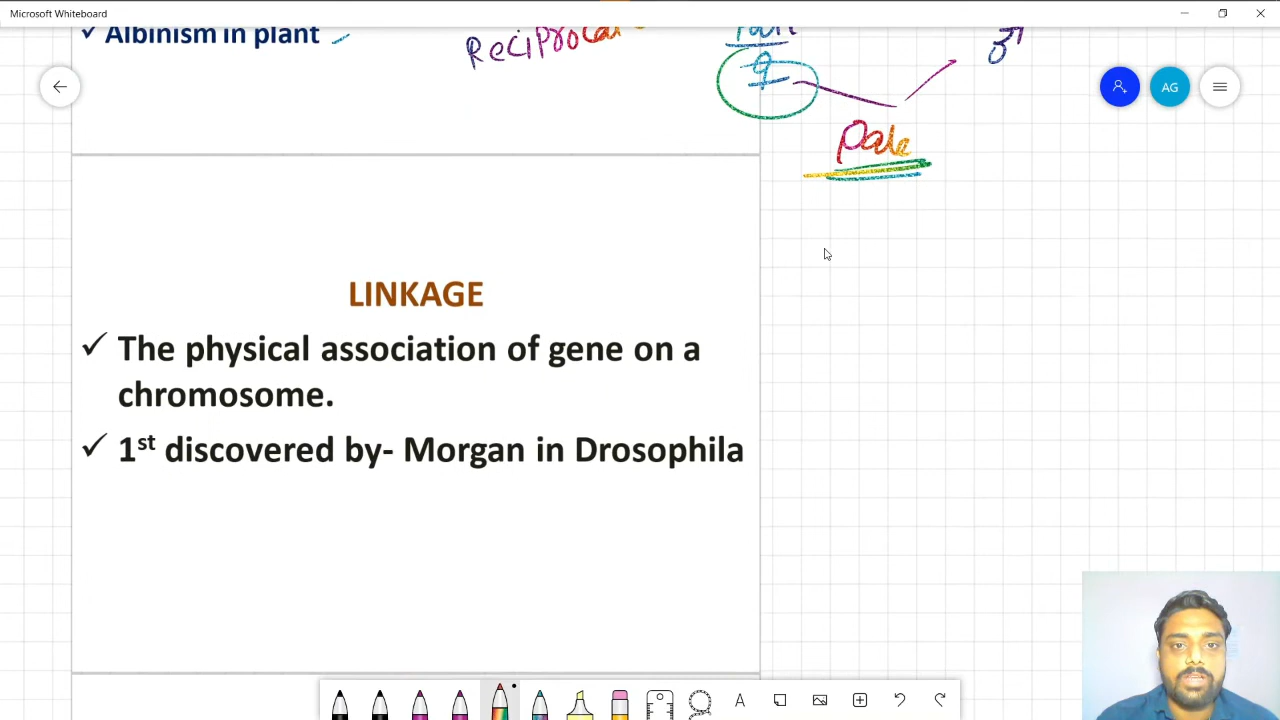 Microsoft Whiteboard
✓ Albinism in plant
Reciprocal
♀
♂
Pale
AG
LINKAGE
✓ The physical association of gene on a
chromosome.
✓ 1st discovered by- Morgan in Drosophila
A